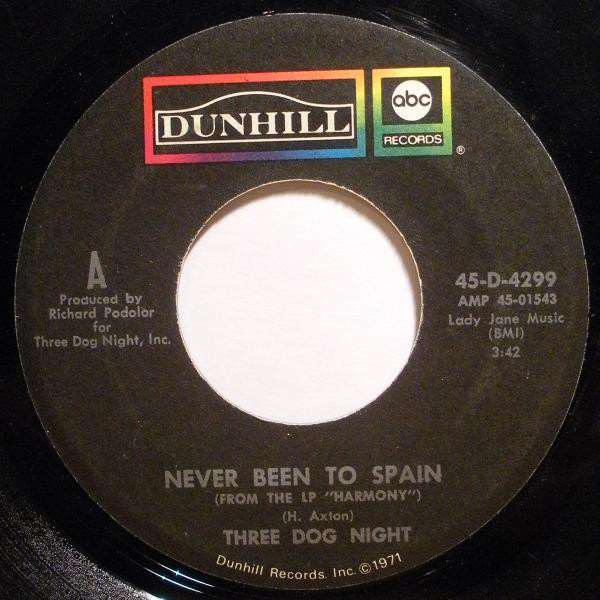 DUNHILL
abc
RECORDS
®
A
Produced by
Richard Podolor
for
Three Dog Night, Inc.
45-D-4299
AMP 45-01543
Lady Jane Music
(BMI)
3:42
NEVER BEEN TO SPAIN
(FROM THE LP "HARMONY")
(H. Axton)
THREE DOG NIGHT
Dunhill Records, Inc. ©1971